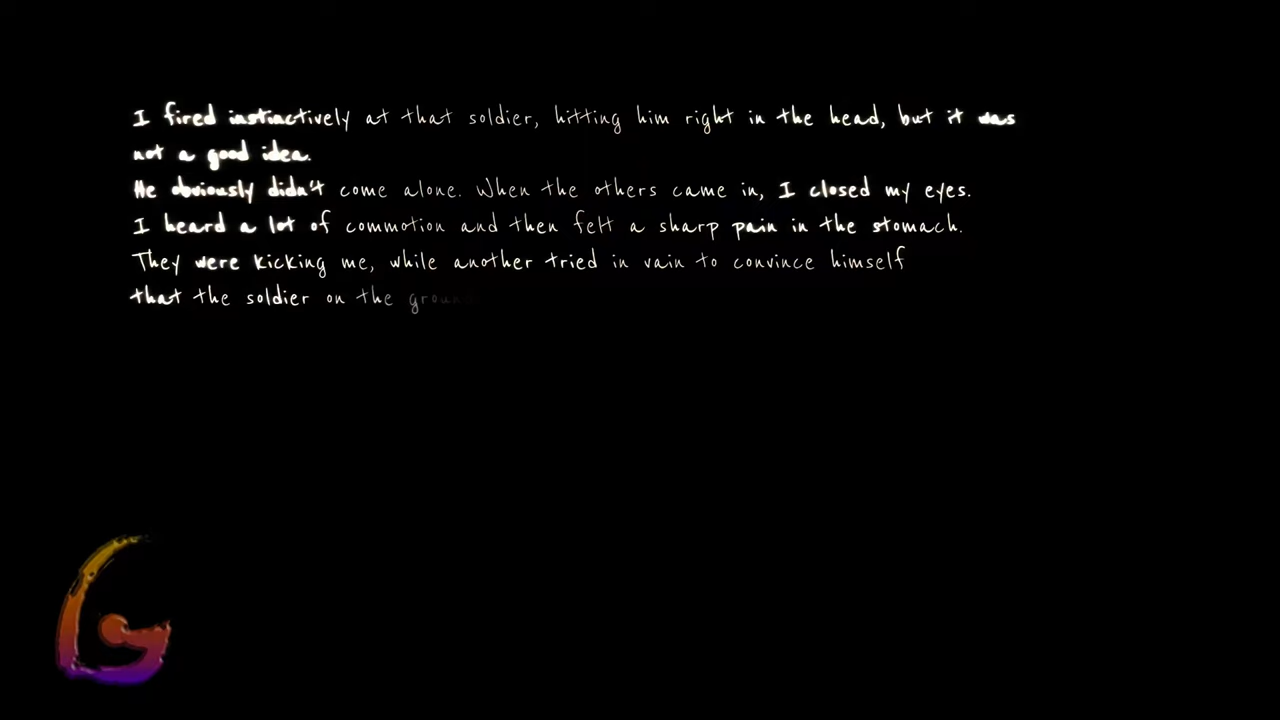 I fired instinctively at that soldier, hitting him right in the head, but it was
not a good idea.
He obviously didn't come alone. When the others came in, I closed my eyes.
I heard a lot of commotion and then felt a sharp pain in the stomach.
They were kicking me, while another tried in vain to convince himself
that the soldier on the ground